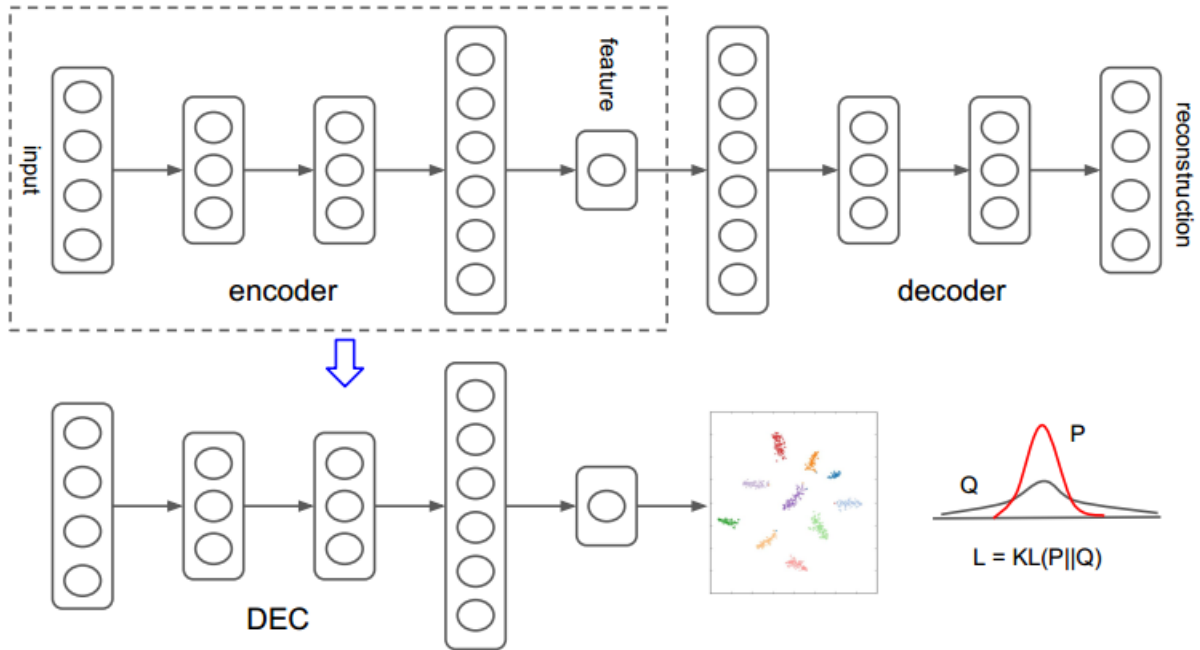 input
feature
reconstruction
encoder
decoder
DEC
P
Q
L = KL(P||Q)